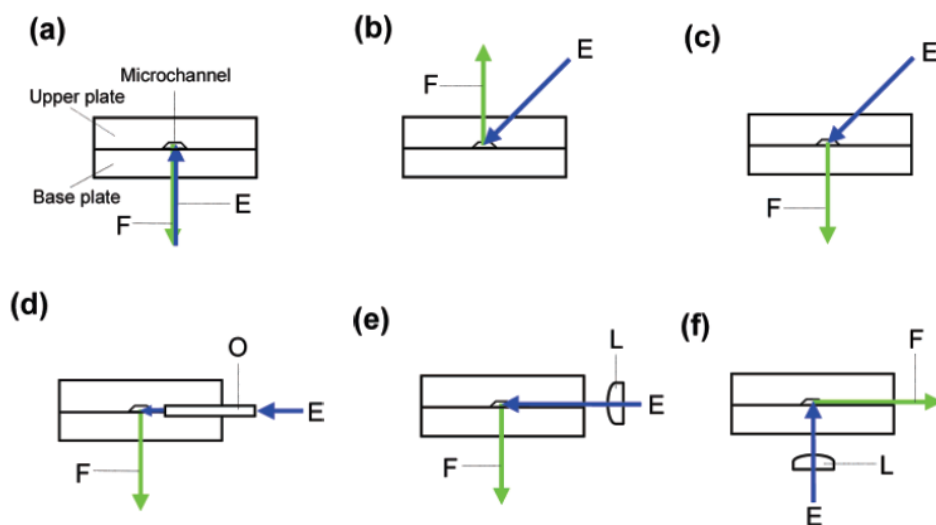 (a)
Microchannel
Upper plate
Base plate
E
F
(b)
E
F
(c)
E
F
(d)
O
E
F
(e)
L
E
F
(f)
F
L
E